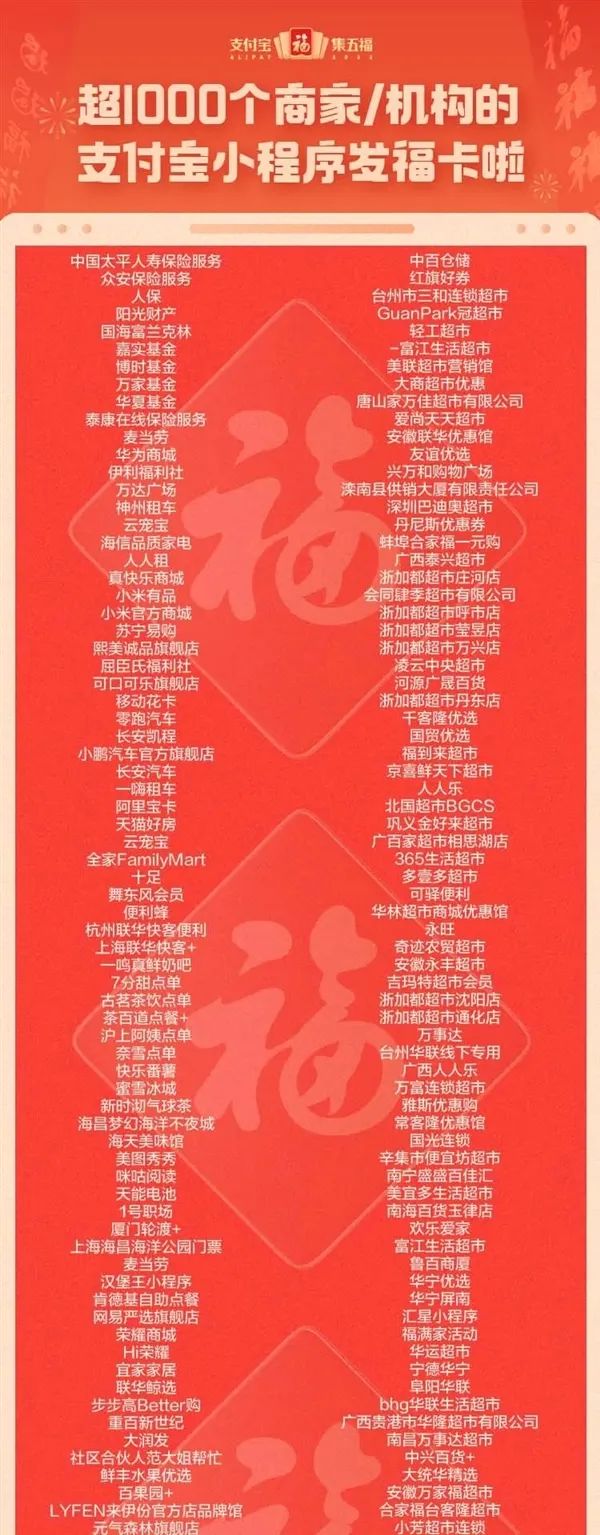 支付宝 福 集五福
ALIPAY 2022
超1000个商家/机构的
支付宝小程序发福卡啦
中国太平人寿保险服务
众安保险服务
人保
阳光财产
国海富兰克林
嘉实基金
博时基金
万家基金
华夏基金
泰康在线保险服务
麦当劳
华为商城
伊利福利社
万达广场
神州租车
云宠宝
海信品质家电
人人租
真快乐商城
小米有品
小米官方商城
苏宁易购
熙美诚品旗舰店
屈臣氏福利社
可口可乐旗舰店
移动花卡
零跑汽车
长安凯程
小鹏汽车官方旗舰店
长安汽车
一嗨租车
阿里宝卡
天猫好房
云宠宝
全家FamilyMart
十足
舞东风会员
便利蜂
杭州联华快客便利
上海联华快客+
一鸣真鲜奶吧
7分甜点单
古茗茶饮点单
茶百道点餐+
沪上阿姨点单
奈雪点单
快乐番薯
蜜雪冰城
新时沏气球茶
海昌梦幻海洋不夜城
海天美味馆
美图秀秀
咪咕阅读
天能电池
1号职场
厦门轮渡+
上海海昌海洋公园门票
麦当劳
汉堡王小程序
肯德基自助点餐
网易严选旗舰店
荣耀商城
Hi荣耀
宜家家居
联华鲸选
步步高Better购
重百新世纪
大润发
社区合伙人范大姐帮忙
鲜丰水果优选
百果园+
LYFEN来伊份官方店品牌馆
元气森林旗舰店
中百仓储
红旗好券
台州市三和连锁超市
GuanPark冠超市
轻工超市
-富江生活超市
美联超市营销馆
大商超市优惠
唐山家万佳超市有限公司
爱尚天天超市
安徽联华优惠馆
友谊优选
兴万和购物广场
滦南县供销大厦有限责任公司
深圳巴迪奥超市
丹尼斯优惠券
蚌埠合家福一元购
广西泰兴超市
浙加都超市庄河店
会同肆季超市有限公司
浙加都超市呼市店
浙加都超市莹昱店
浙加都超市万兴店
凌云中央超市
河源广晟百货
浙加都超市丹东店
千客隆优选
国贸优选
福到来超市
京喜鲜天下超市
人人乐
北国超市BGCS
巩义金好来超市
广百家超市相思湖店
365生活超市
多壹多超市
可驿便利
华林超市商城优惠馆
永旺
奇迹农贸超市
安徽永丰超市
吉玛特超市会员
浙加都超市沈阳店
浙加都超市通化店
万事达
台州华联线下专用
广西人人乐
万富连锁超市
雅斯优惠购
常客隆优惠馆
国光连锁
辛集市便宜坊超市
南宁盛盛百佳汇
美宜多生活超市
南海百货玉律店
欢乐爱家
富江生活超市
鲁百商厦
华宁优选
华宁屏南
汇星小程序
福满家活动
华运超市
宁德华宁
阜阳华联
bhg华联生活超市
广西贵港市华隆超市有限公司
南昌万事达超市
中兴百货+
大统华精选
安徽万家福超市
合家福台客隆超市
小芳超市连锁